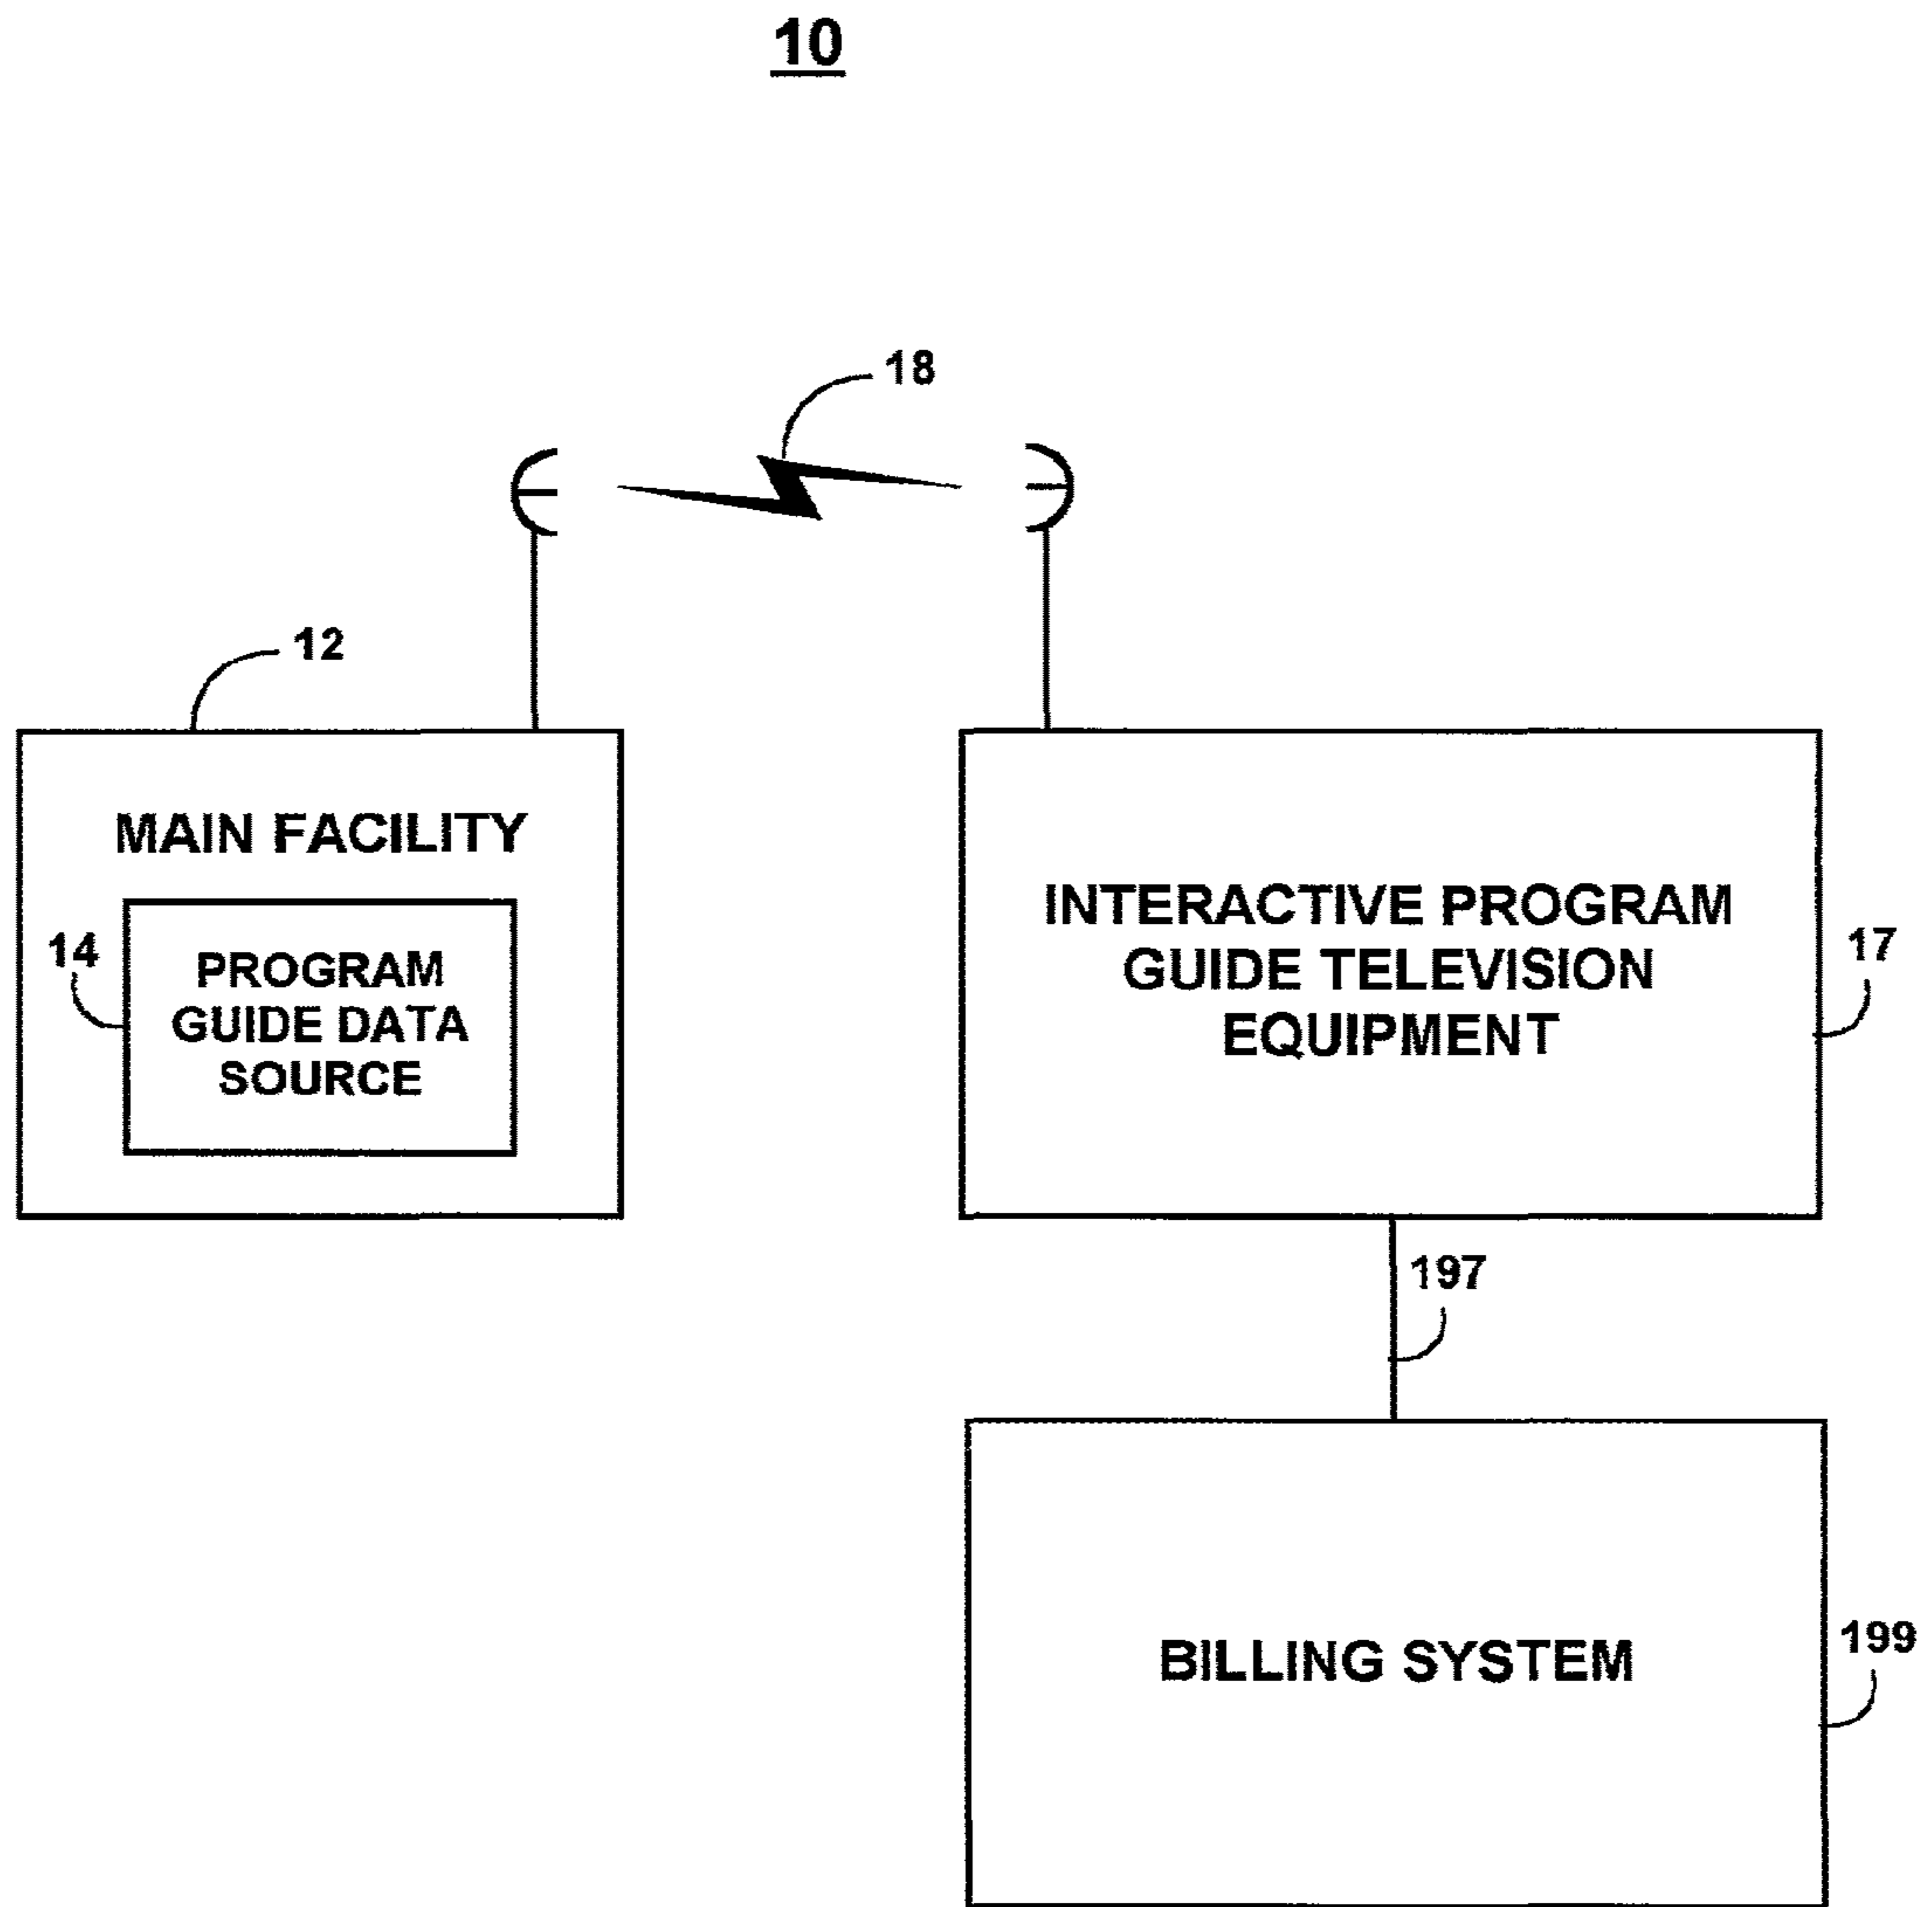 10
18
12
MAIN FACILITY
14
PROGRAM
GUIDE DATA
SOURCE
INTERACTIVE PROGRAM
GUIDE TELEVISION
EQUIPMENT
17
197
BILLING SYSTEM
199